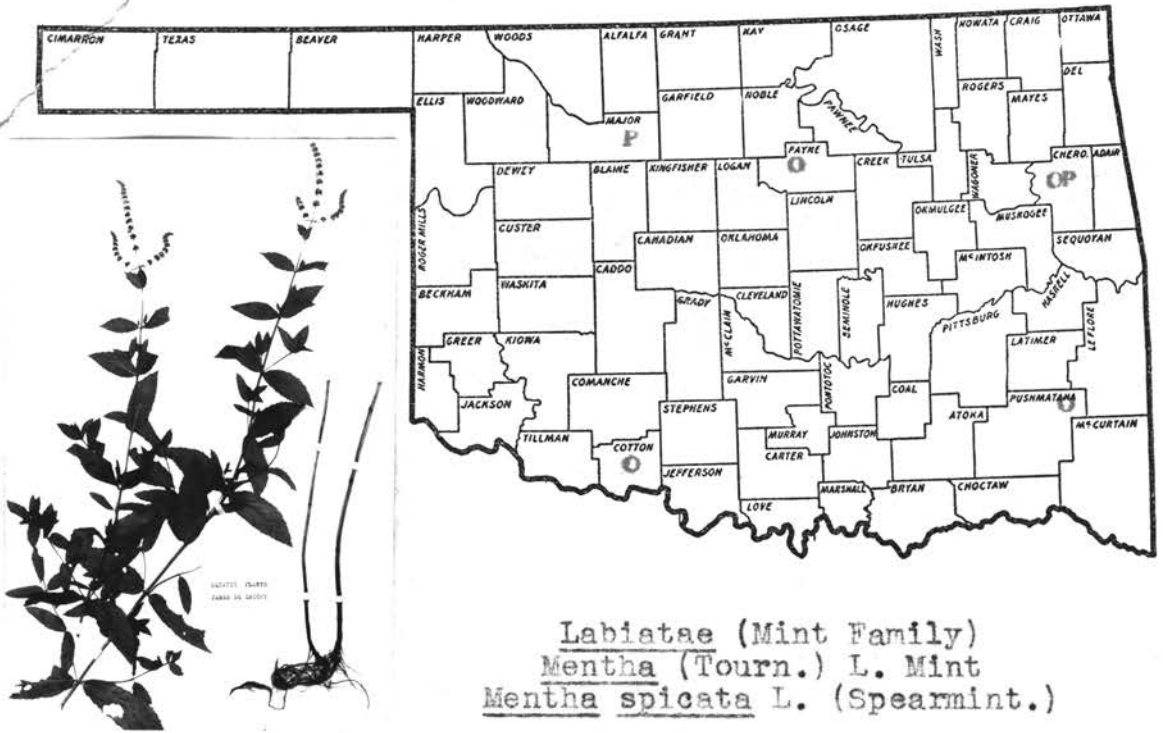 CIMARRON TEXAS BEAVER HARPER WOODS ALFALFA GRANT KAY OSAGE WASH NOWATA CRAIG OTTAWA
DEL
ELLIS WOODWARD GARFIELD NOBLE ROGERS MAYES
MAJOR PAWNEE
P PAYNE CHERO. ADAIR
O OP
DEWEY BLAINE KINGFISHER LOGAN CREEK TULSA WAGONER
LINCOLN
ROGER MILLS CUSTER OKMULGEE MUSKOGEE
CANADIAN OKLAHOMA OKFUSKEE SEQUOYAH
CADDO McINTOSH
BECKHAM WASKITA GRADY CLEVELAND POTTAWATOMIE SEMINOLE HUGHES HASKELL
McCLAIN PITTSBURG
GREER KIOWA LATIMER LE FLORE
HARMON COMANCHE GARVIN PONTOTOC COAL
JACKSON STEPHENS ATOKA PUSHMATAHA
O
TILLMAN COTTON MURRAY JOHNSTON McCURTAIN
O CARTER
JEFFERSON
LOVE MARSHALL BRYAN CHOCTAW
Labiatae (Mint Family)
Mentha (Tourn.) L. Mint
Mentha spicata L. (Spearmint.)